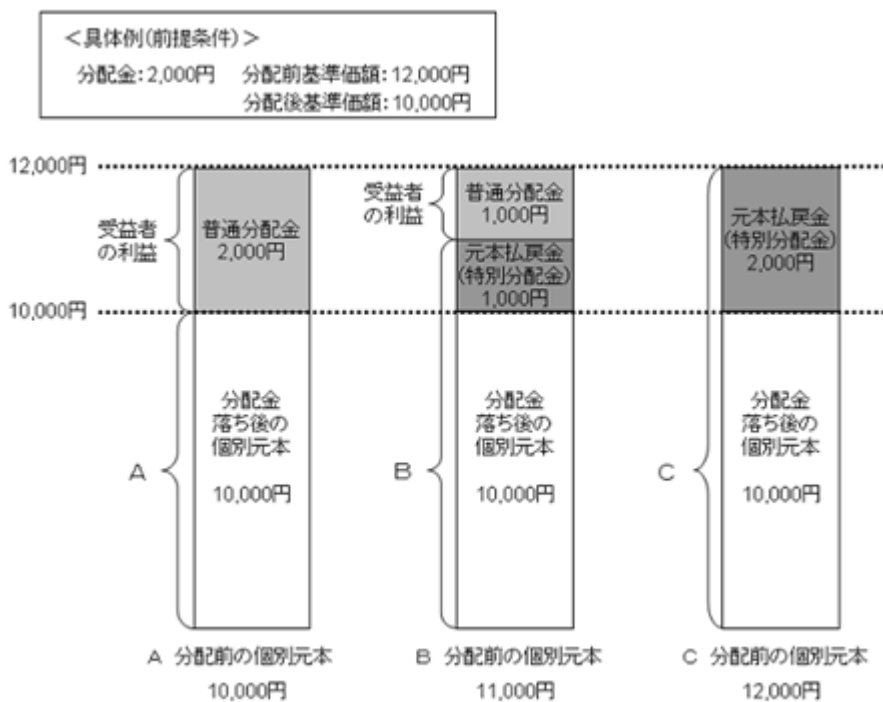 ＜具体例(前提条件)＞
分配金：2,000円　分配前基準価額：12,000円
分配後基準価額：10,000円
12,000円
受益者
の利益
普通分配金
2,000円
10,000円
分配金
落ち後の
個別元本
10,000円
A
A 分配前の個別元本
10,000円
受益者
の利益
普通分配金
1,000円
元本払戻金
(特別分配金)
1,000円
分配金
落ち後の
個別元本
10,000円
B
B 分配前の個別元本
11,000円
元本払戻金
(特別分配金)
2,000円
分配金
落ち後の
個別元本
10,000円
C
C 分配前の個別元本
12,000円